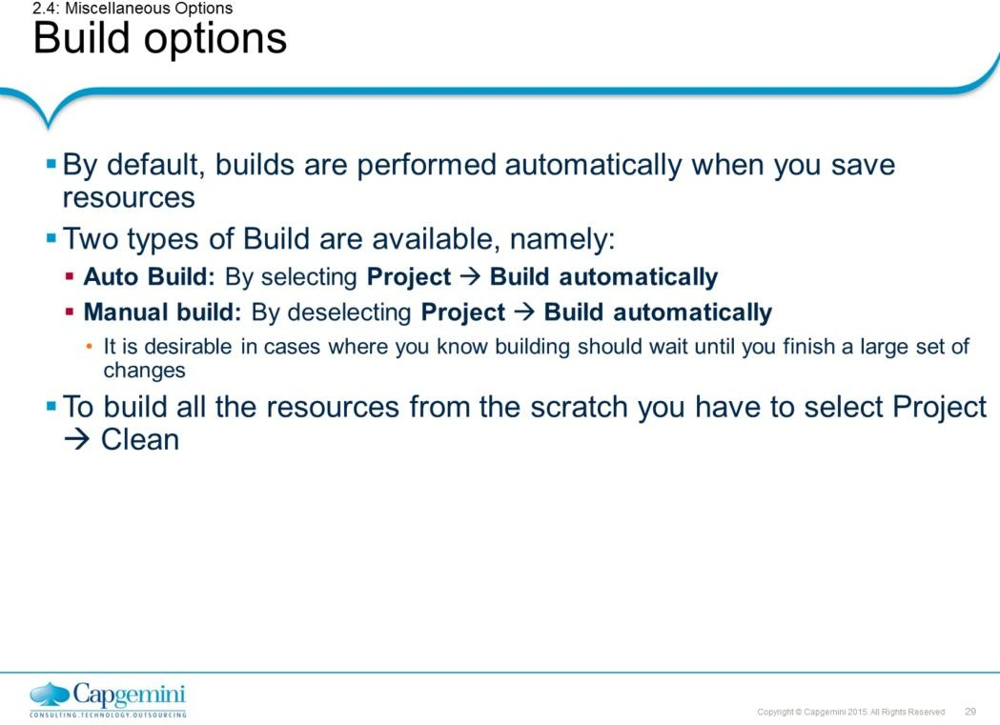 2.4: Miscellaneous Options
Build options
▪ By default, builds are performed automatically when you save
resources
▪ Two types of Build are available, namely:
▪ Auto Build: By selecting Project → Build automatically
▪ Manual build: By deselecting Project → Build automatically
• It is desirable in cases where you know building should wait until you finish a large set of
changes
▪ To build all the resources from the scratch you have to select Project
→ Clean
Capgemini
CONSULTING.TECHNOLOGY.OUTSOURCING
Copyright © Capgemini 2015. All Rights Reserved 29